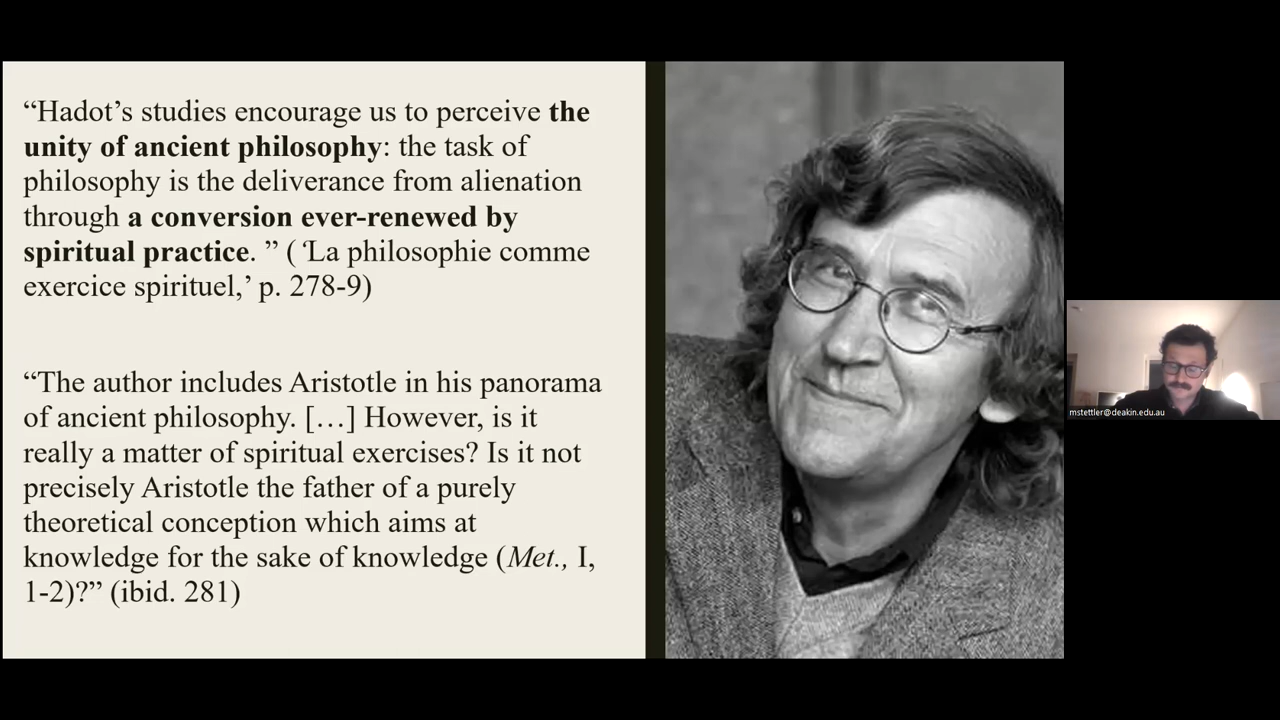 “Hadot’s studies encourage us to perceive the
unity of ancient philosophy: the task of
philosophy is the deliverance from alienation
through a conversion ever-renewed by
spiritual practice. ” ( ‘La philosophie comme
exercice spirituel,’ p. 278-9)
“The author includes Aristotle in his panorama
of ancient philosophy. […] However, is it
really a matter of spiritual exercises? Is it not
precisely Aristotle the father of a purely
theoretical conception which aims at
knowledge for the sake of knowledge (Met., I,
1-2)?” (ibid. 281)
mstettler@deakin.edu.au